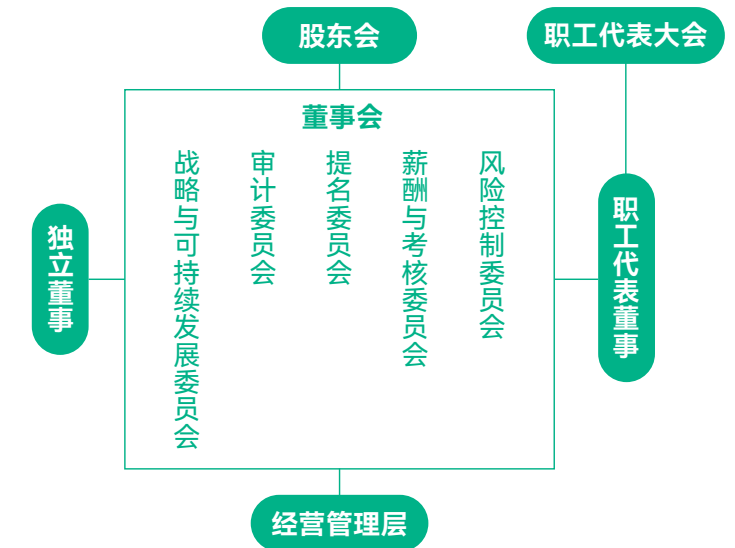 股东会
职工代表大会
董事会
战略与可持续发展委员会
审计委员会
提名委员会
薪酬与考核委员会
风险控制委员会
独立董事
职工代表董事
经营管理层